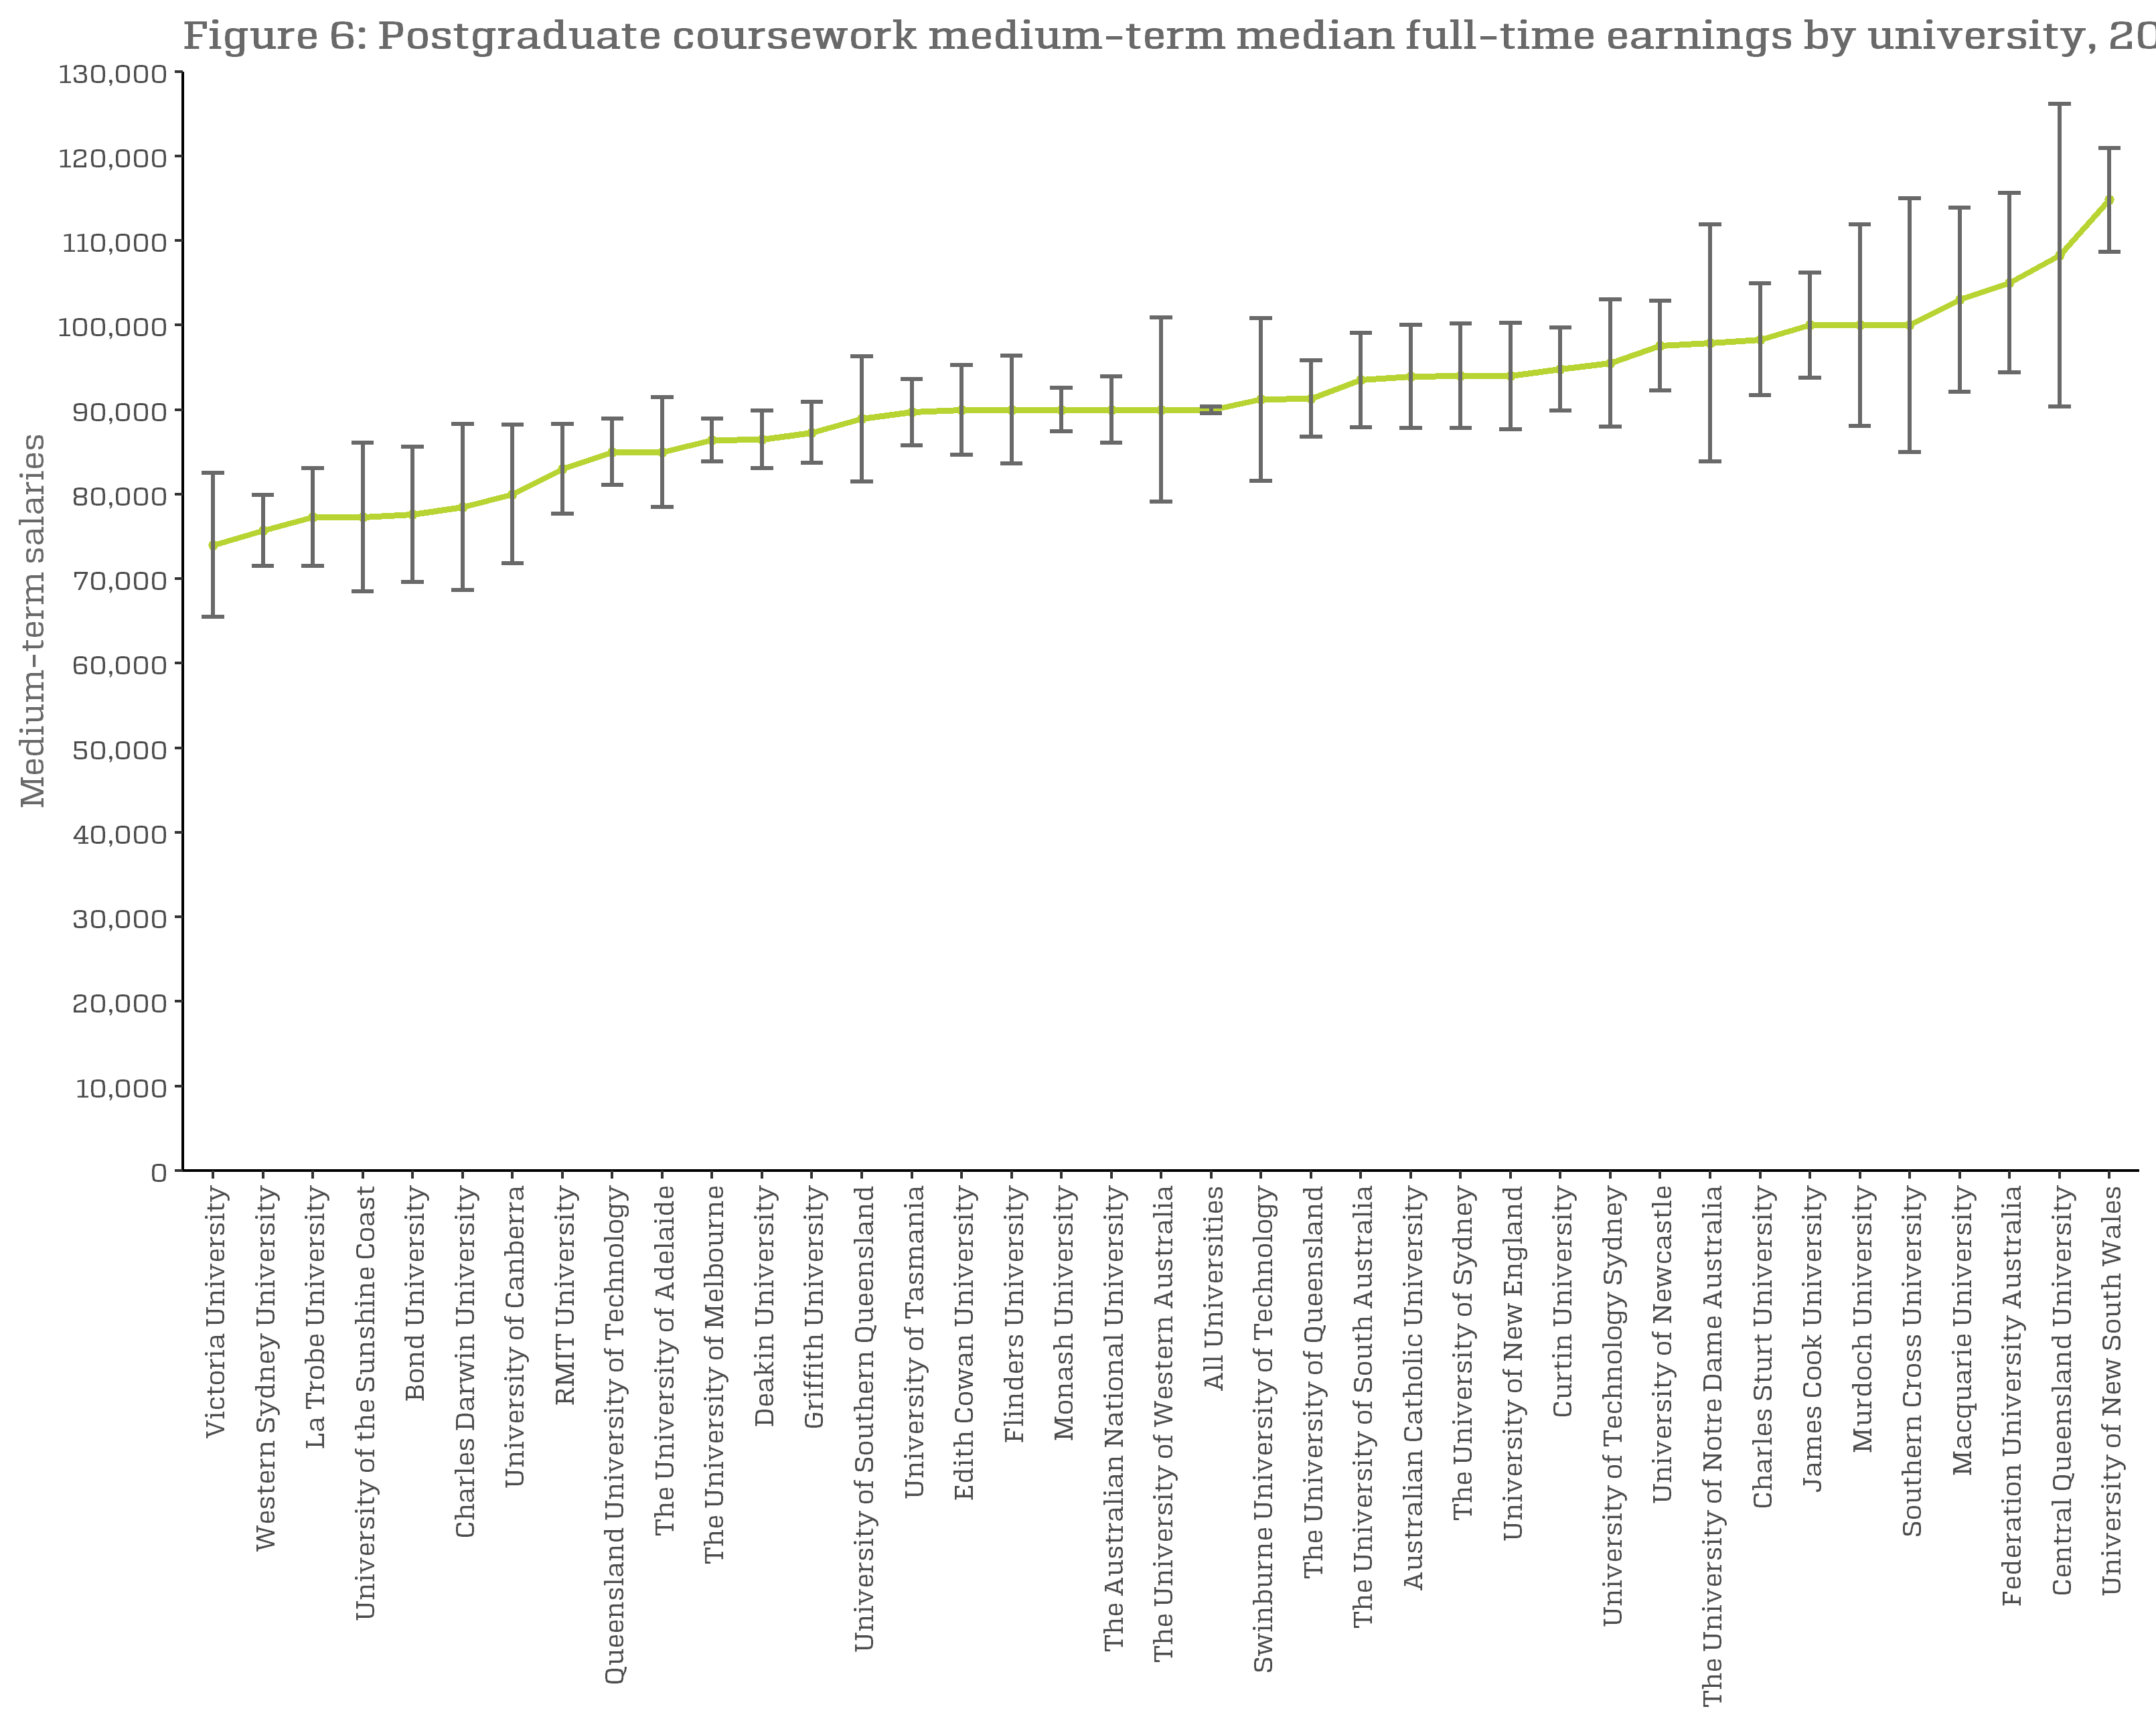 Figure 6: Postgraduate coursework medium-term median full-time earnings by university, 20
130,000
120,000
110,000
100,000
90,000
80,000
70,000
60,000
50,000
40,000
30,000
20,000
10,000
0
Medium-term salaries
Victoria University
Western Sydney University
La Trobe University
University of the Sunshine Coast
Bond University
Charles Darwin University
University of Canberra
RMIT University
Queensland University of Technology
The University of Adelaide
The University of Melbourne
Deakin University
Griffith University
University of Southern Queensland
University of Tasmania
Edith Cowan University
Flinders University
Monash University
The Australian National University
The University of Western Australia
All Universities
Swinburne University of Technology
The University of Queensland
The University of South Australia
Australian Catholic University
The University of Sydney
University of New England
Curtin University
University of Technology Sydney
University of Newcastle
The University of Notre Dame Australia
Charles Sturt University
James Cook University
Murdoch University
Southern Cross University
Macquarie University
Federation University Australia
Central Queensland University
University of New South Wales